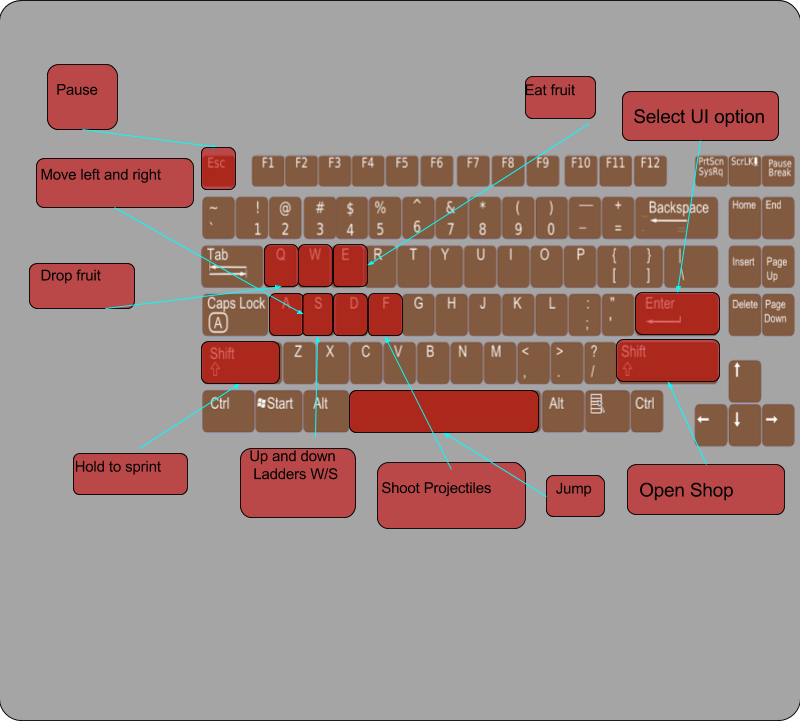 Pause
Eat fruit
Select UI option
Move left and right
Esc F1 F2 F3 F4 F5 F6 F7 F8 F9 F10 F11 F12 PrtScn ScrLK Pause
SysRq Break
~ ! @ # $ % ^ & * ( ) — + Backspace Home End
` 1 2 3 4 5 6 7 8 9 0 – =
Drop fruit
Tab Q W E R T Y U I O P { } | Insert Page
[ ] \ Up
Caps Lock A S D F G H J K L : " Enter Delete Page
A ; ' Down
Shift Z X C V B N M < > ? Shift
, . /
Ctrl Start Alt Alt Ctrl
Hold to sprint
Up and down
Ladders W/S
Shoot Projectiles
Jump
Open Shop